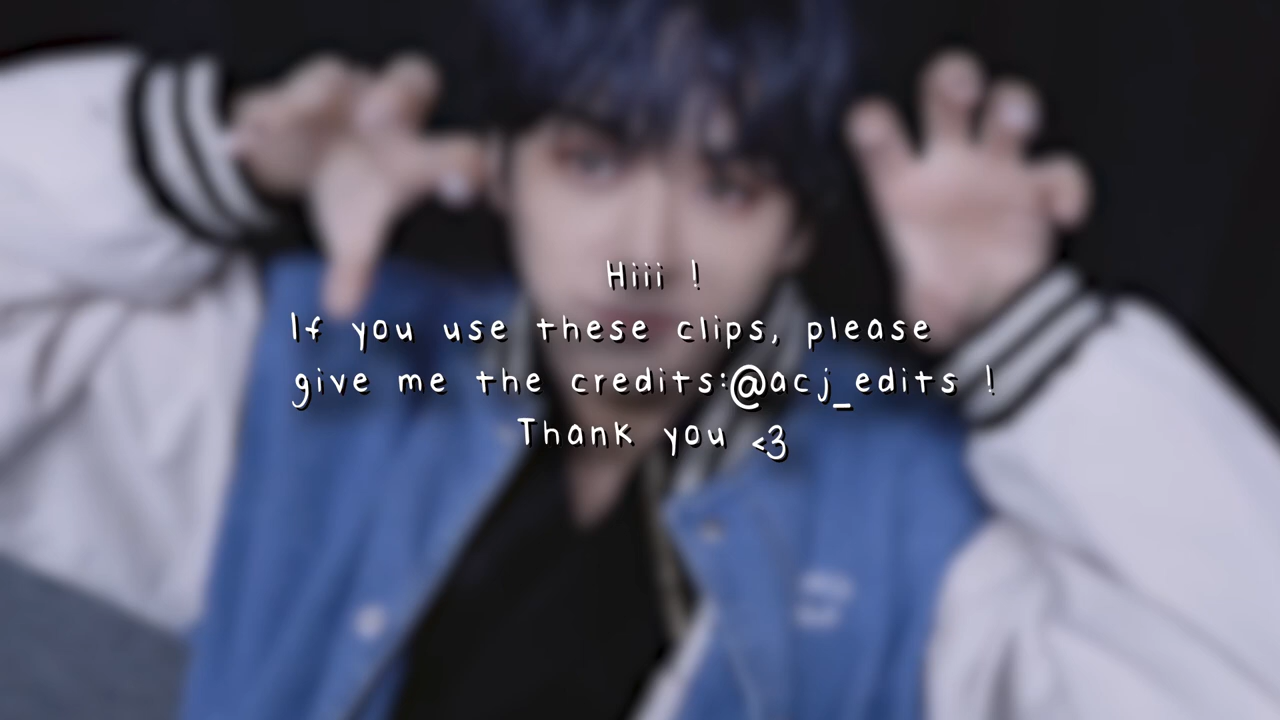 Hiii !
If you use these clips, please
give me the credits:@acj_edits !
Thank you <3